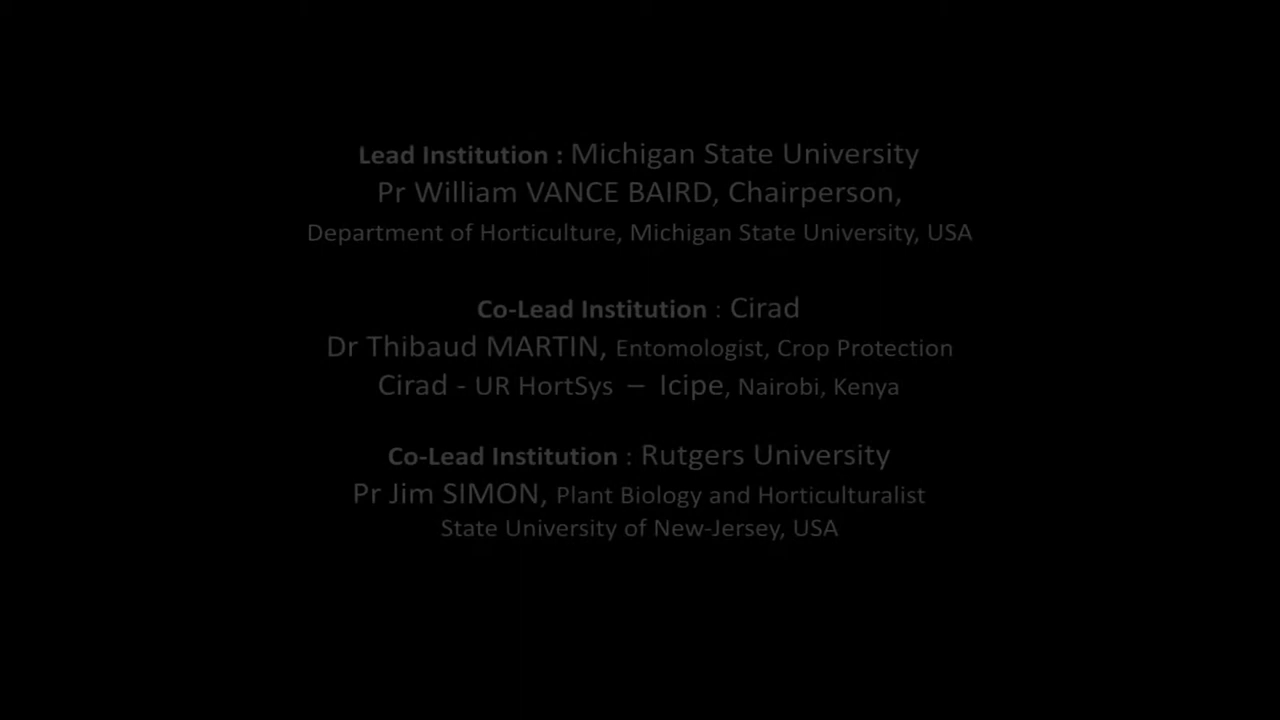 Lead Institution : Michigan State University
Pr William VANCE BAIRD, Chairperson,
Department of Horticulture, Michigan State University, USA
Co-Lead Institution : Cirad
Dr Thibaud MARTIN, Entomologist, Crop Protection
Cirad - UR HortSys – Icipe, Nairobi, Kenya
Co-Lead Institution : Rutgers University
Pr Jim SIMON, Plant Biology and Horticulturalist
State University of New-Jersey, USA